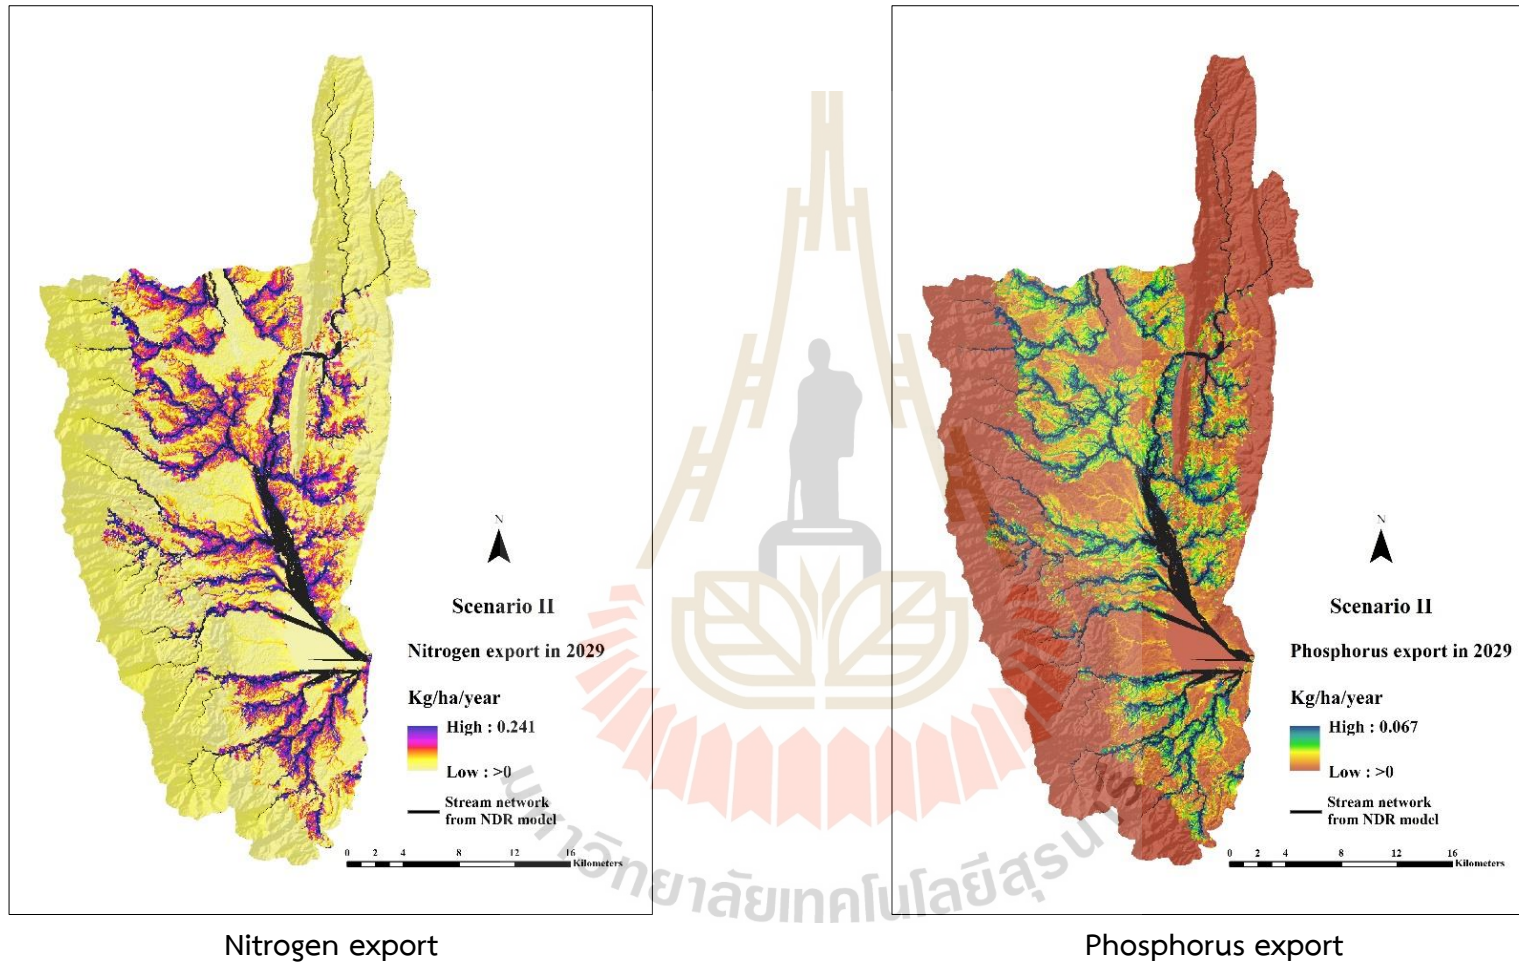 N
Scenario II
Nitrogen export in 2029
Kg/ha/year
High : 0.241
Low : >0
Stream network
from NDR model
0 2 4 8 12 16
Kilometers
N
Scenario II
Phosphorus export in 2029
Kg/ha/year
High : 0.067
Low : >0
Stream network
from NDR model
0 2 4 8 12 16
Kilometers
มหาวิทยาลัยเทคโนโลยีสุรนารี
Nitrogen export
Phosphorus export